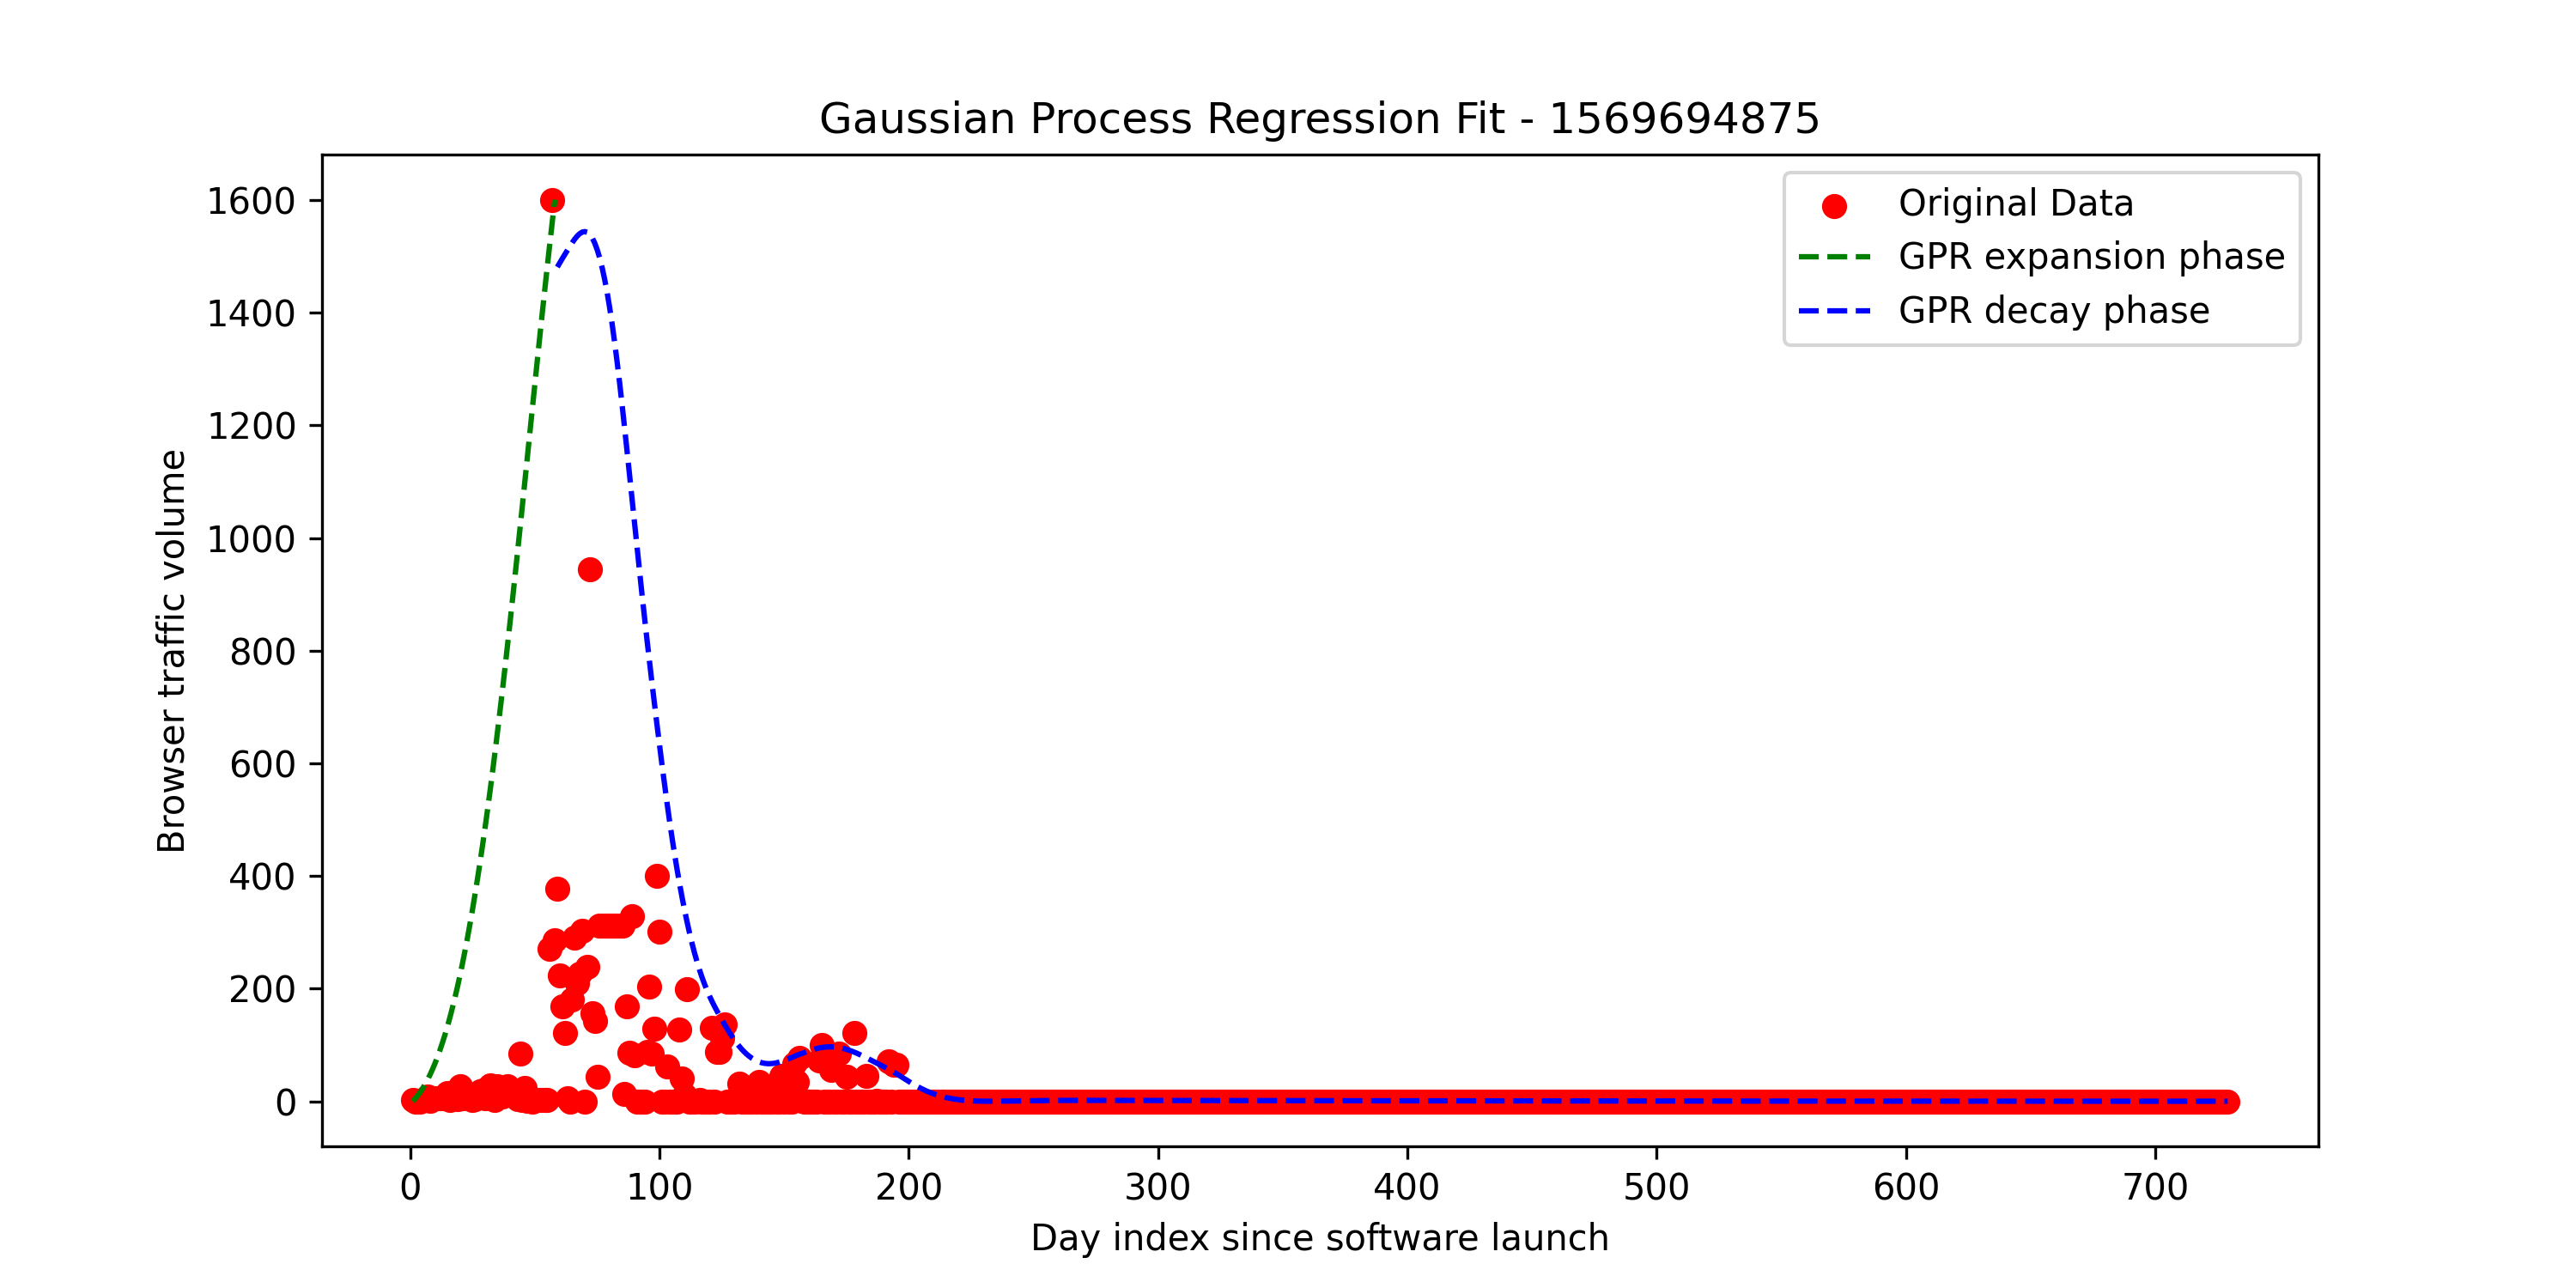 Gaussian Process Regression Fit - 1569694875
Original Data
GPR expansion phase
GPR decay phase
Browser traffic volume
1600
1400
1200
1000
800
600
400
200
0
0 100 200 300 400 500 600 700
Day index since software launch